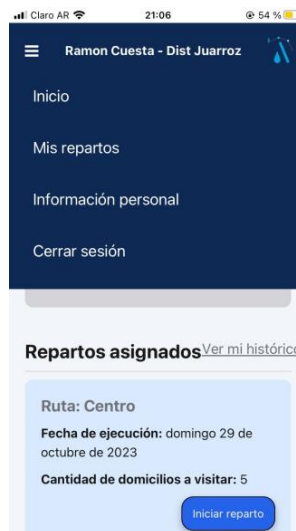 Claro AR 21:06 54 %
Ramon Cuesta - Dist Juarroz
Inicio
Mis repartos
Información personal
Cerrar sesión
Repartos asignados Ver mi histórico
Ruta: Centro
Fecha de ejecución: domingo 29 de
octubre de 2023
Cantidad de domicilios a visitar: 5
Iniciar reparto